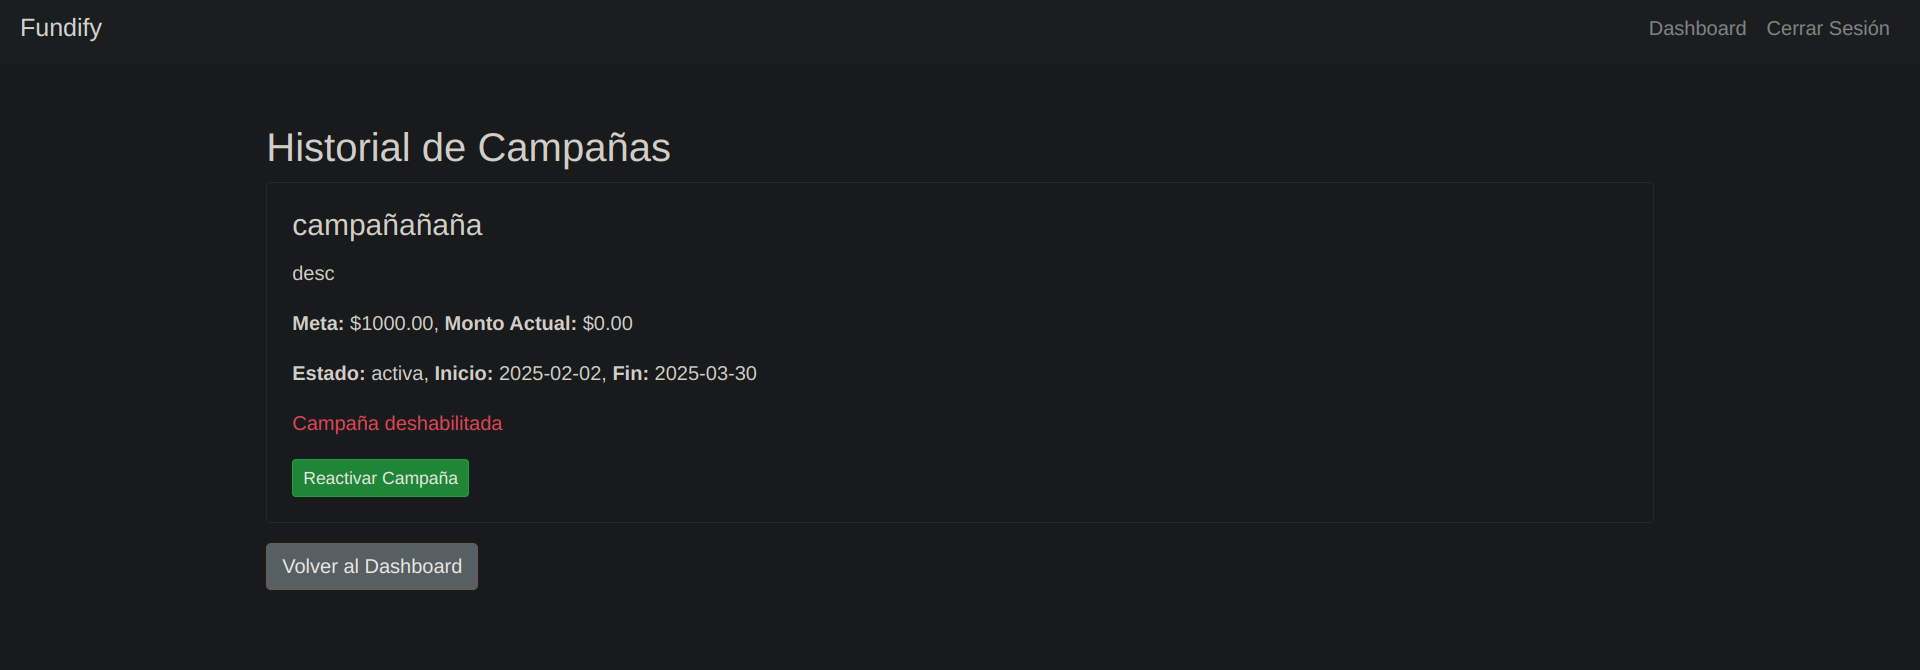 Fundify
Dashboard Cerrar Sesión
Historial de Campañas
campañañaña
desc
Meta: $1000.00, Monto Actual: $0.00
Estado: activa, Inicio: 2025-02-02, Fin: 2025-03-30
Campaña deshabilitada
Reactivar Campaña
Volver al Dashboard